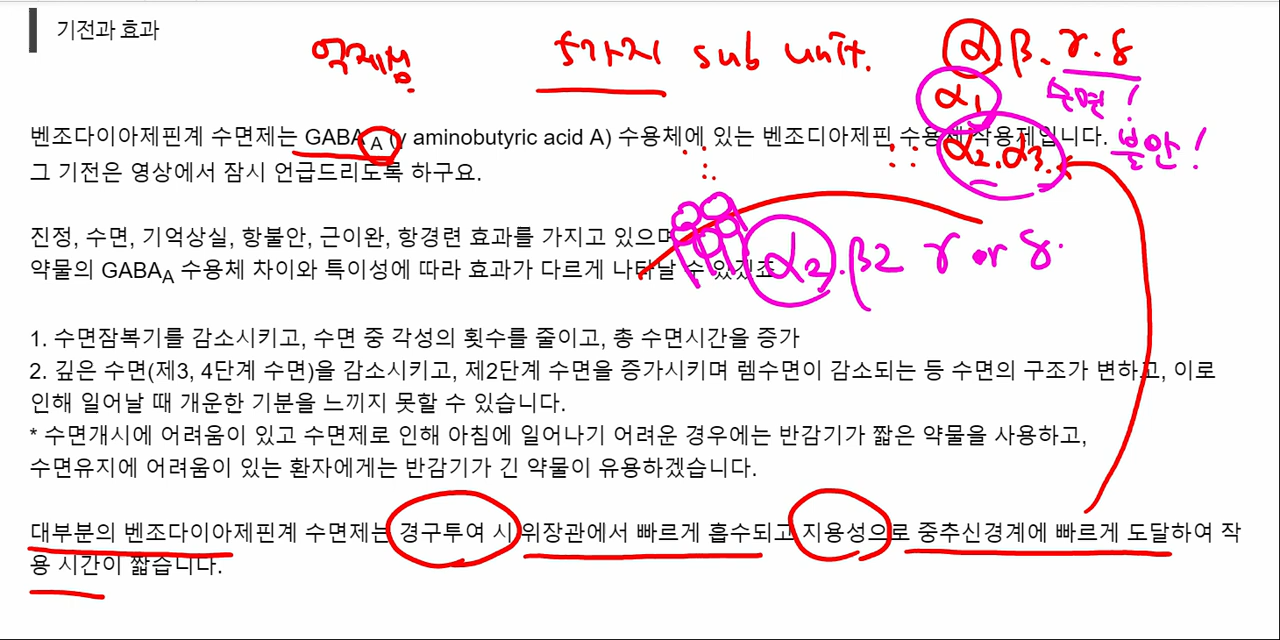 기전과 효과
억제성 5가지 sub unit. α. β. γ. δ
α1 수면!
벤조다이아제핀계 수면제는 GABAA (γ aminobutyric acid A) 수용체에 있는 벤조디아제핀 수용체 작용제입니다.
α2. α3. 불안!
그 기전은 영상에서 잠시 언급드리도록 하구요.
진정, 수면, 기억상실, 항불안, 근이완, 항경련 효과를 가지고 있으며
α2. β2 γ or δ.
약물의 GABAA 수용체 차이와 특이성에 따라 효과가 다르게 나타날 수 있겠죠
1. 수면잠복기를 감소시키고, 수면 중 각성의 횟수를 줄이고, 총 수면시간을 증가
2. 깊은 수면(제3, 4단계 수면)을 감소시키고, 제2단계 수면을 증가시키며 렘수면이 감소되는 등 수면의 구조가 변하고, 이로
인해 일어날 때 개운한 기분을 느끼지 못할 수 있습니다.
* 수면개시에 어려움이 있고 수면제로 인해 아침에 일어나기 어려운 경우에는 반감기가 짧은 약물을 사용하고,
수면유지에 어려움이 있는 환자에게는 반감기가 긴 약물이 유용하겠습니다.
대부분의 벤조다이아제핀계 수면제는 경구투여 시 위장관에서 빠르게 흡수되고 지용성으로 중추신경계에 빠르게 도달하여 작
용 시간이 짧습니다.